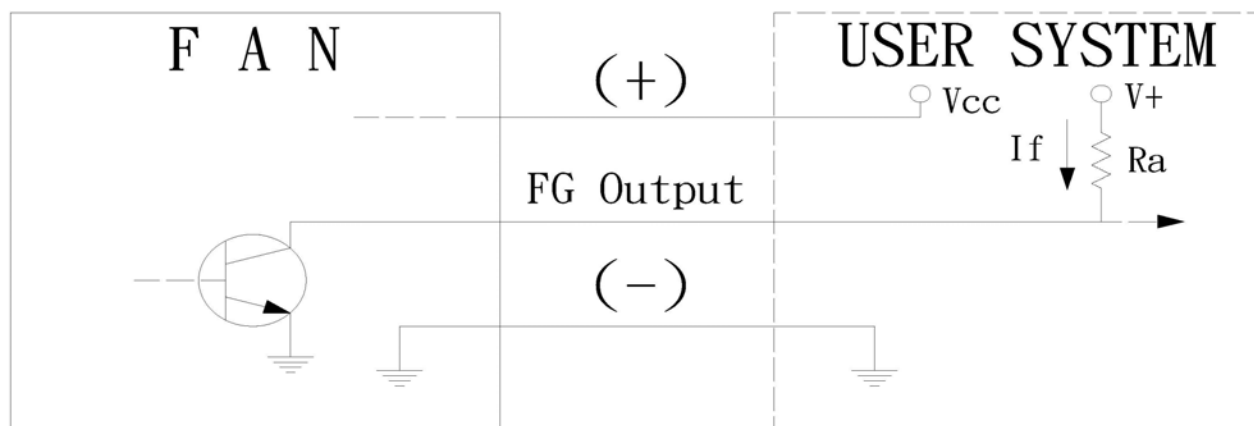 F A N
USER SYSTEM
(+)
Vcc
V+
If
Ra
FG Output
(-)